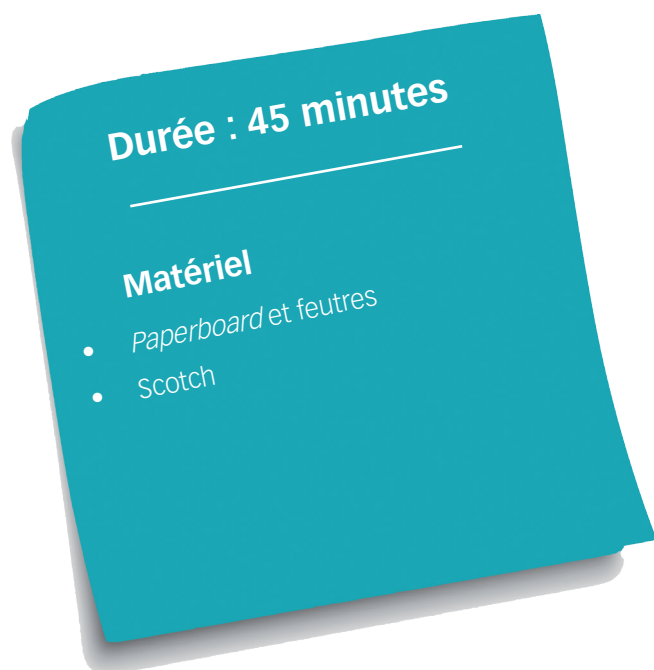 Durée : 45 minutes
Matériel
• Paperboard et feutres
• Scotch